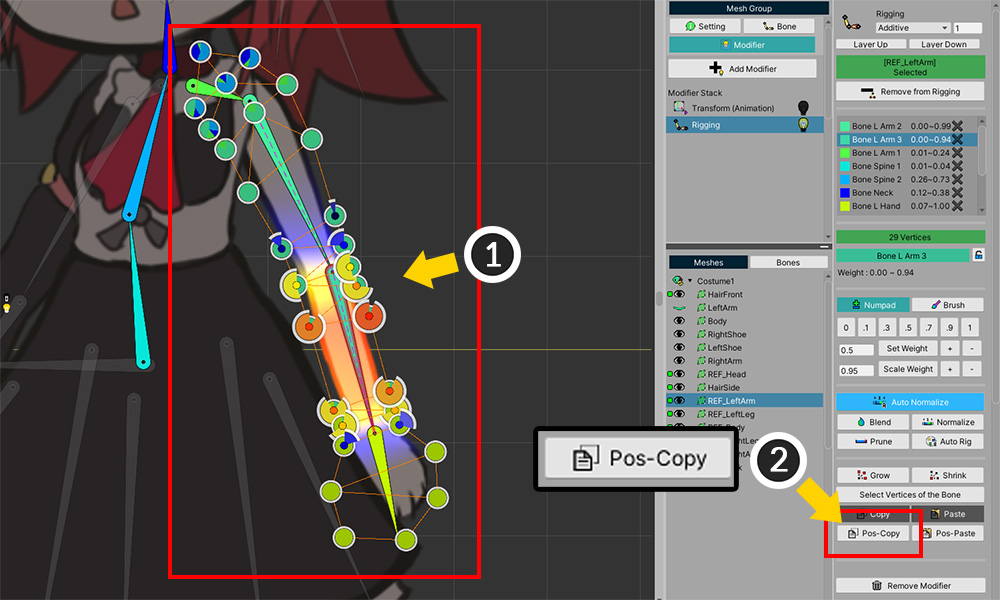 Mesh Group
Setting
Bone
Modifier
Add Modifier
Modifier Stack
Transform (Animation)
Rigging
Meshes
Bones
Costume1
HairFront
LeftArm
Body
RightShoe
LeftShoe
RightArm
REF_Head
HairSide
REF_LeftArm
REF_LeftLeg
1
Pos-Copy
2
Rigging
Additive
1
Layer Up
Layer Down
[REF_LeftArm]
Selected
Remove from Rigging
Bone L Arm 2 0.00~0.99
Bone L Arm 3 0.00~0.94
Bone L Arm 1 0.01~0.24
Bone Spine 1 0.01~0.04
Bone Spine 2 0.26~0.73
Bone Neck 0.12~0.38
Bone L Hand 0.07~1.00
29 Vertices
Bone L Arm 3
Weight : 0.00 ~ 0.94
Numpad
Brush
0 .1 .3 .5 .7 .9 1
0.5 Set Weight + -
0.95 Scale Weight + -
Auto Normalize
Blend
Normalize
Prune
Auto Rig
Grow
Shrink
Select Vertices of the Bone
Copy
Paste
Pos-Copy
Pos-Paste
Remove Modifier